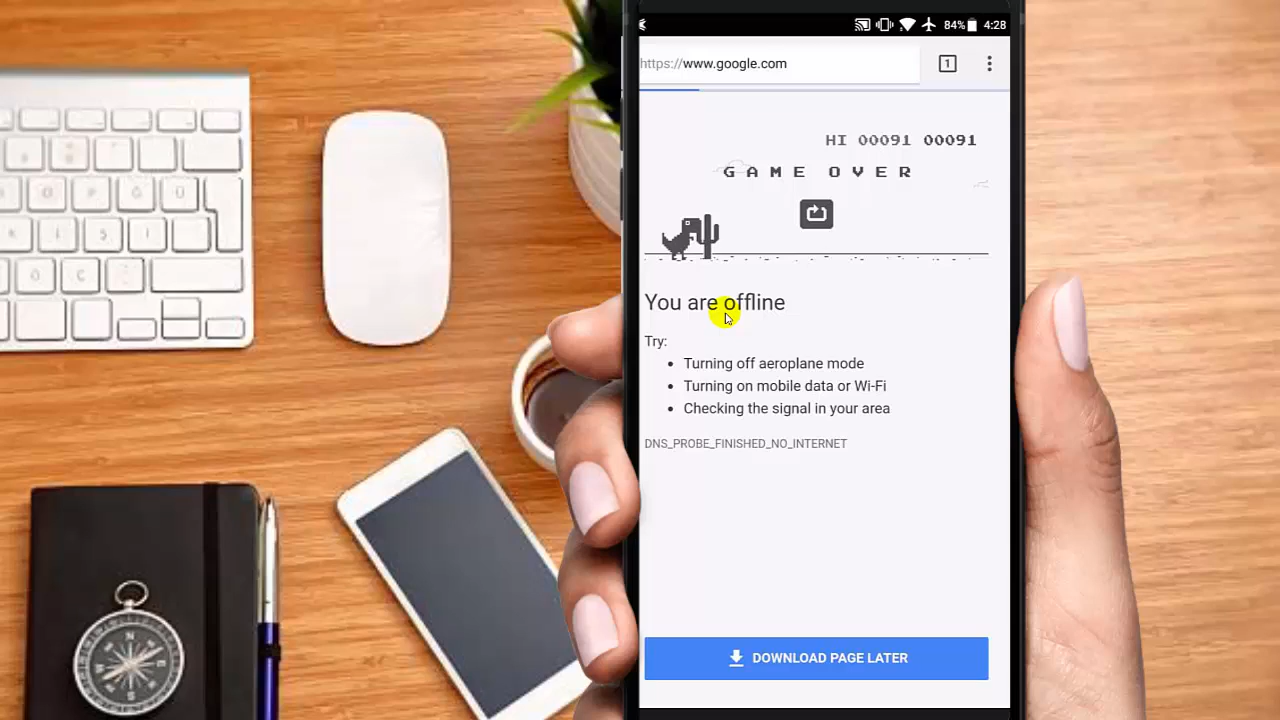 84% 4:28
https://www.google.com 1
HI 00091 00091
GAME OVER
You are offline
Try:
• Turning off aeroplane mode
• Turning on mobile data or Wi-Fi
• Checking the signal in your area
DNS_PROBE_FINISHED_NO_INTERNET
DOWNLOAD PAGE LATER
N
E
S
W